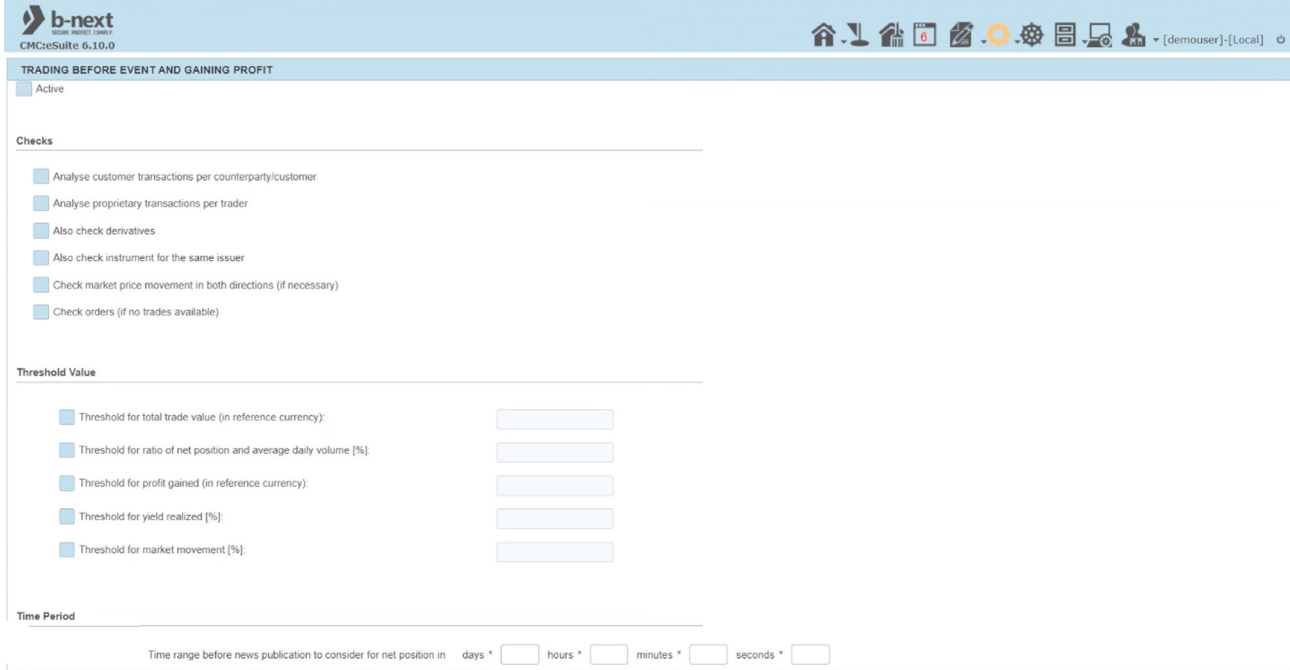 b-next
SECURE. PROTECT. COMPLY.
CMC:eSuite 6.10.0
6
[demouser]-[Local]
TRADING BEFORE EVENT AND GAINING PROFIT
Active
Checks
Analyse customer transactions per counterparty/customer
Analyse proprietary transactions per trader
Also check derivatives
Also check instrument for the same issuer
Check market price movement in both directions (if necessary)
Check orders (if no trades available)
Threshold Value
Threshold for total trade value (in reference currency):
Threshold for ratio of net position and average daily volume [%]:
Threshold for profit gained (in reference currency):
Threshold for yield realized [%]:
Threshold for market movement [%]:
Time Period
Time range before news publication to consider for net position in days * hours * minutes * seconds *